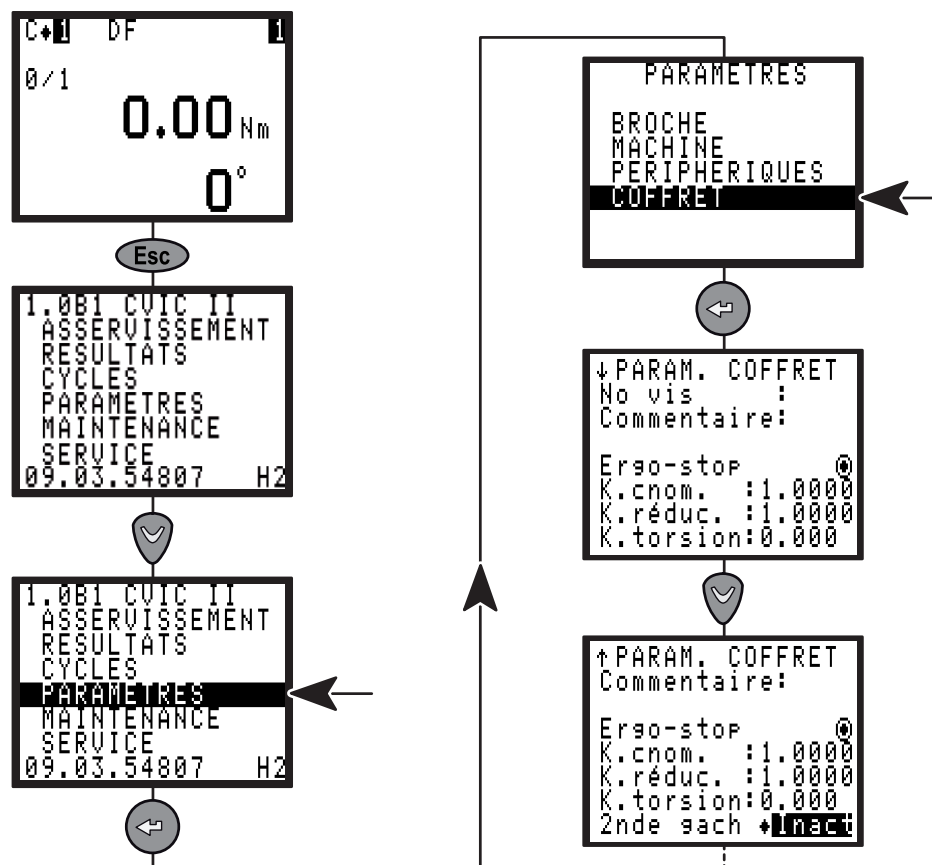 C♦1 DF 1
0/1
0.00 Nm
0°
Esc
1.0B1 CVIC II
ASSERVISSEMENT
RESULTATS
CYCLES
PARAMETRES
MAINTENANCE
SERVICE
09.03.54807 H2
1.0B1 CVIC II
ASSERVISSEMENT
RESULTATS
CYCLES
PARAMETRES
MAINTENANCE
SERVICE
09.03.54807 H2
PARAMETRES
BROCHE
MACHINE
PERIPHERIQUES
COFFRET
↓PARAM. COFFRET
No vis :
Commentaire:
Ergo-stop
K.cnom. :1.0000
K.réduc. :1.0000
K.torsion:0.000
↑PARAM. COFFRET
Commentaire:
Ergo-stop
K.cnom. :1.0000
K.réduc. :1.0000
K.torsion:0.000
2nde gach ♦Inact